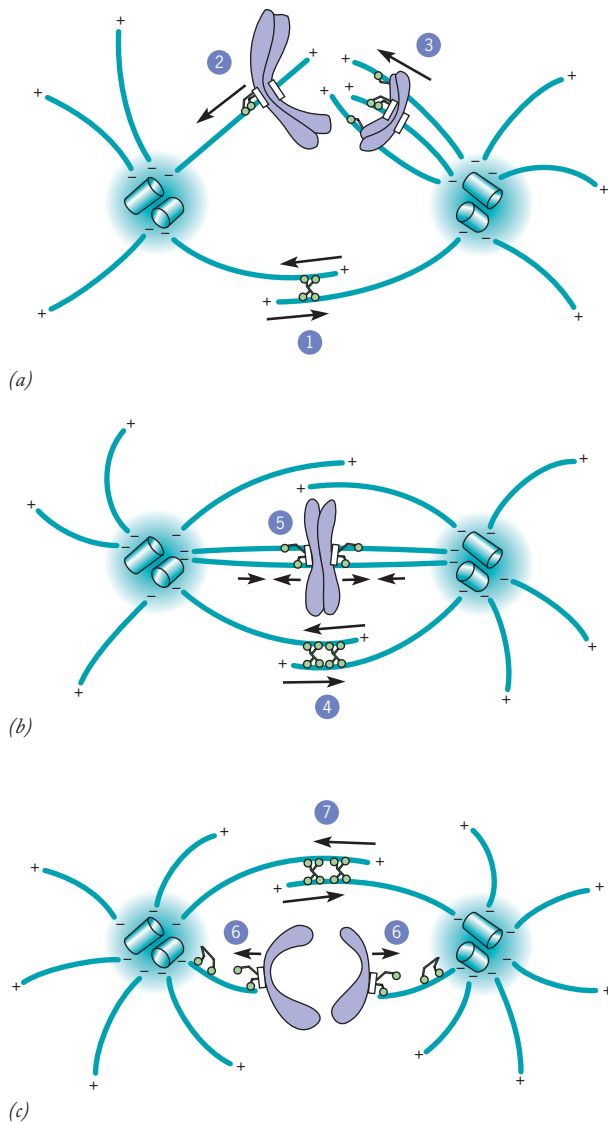 2
3
+ + + + + + + +
− − − − − −
+ +
1
+ +
(a)
+ + + +
5
− − − − − − − −
+ + +
+ + +
4
(b)
7
+ + + + + +
6 6
− − − − − − − −
+ + + + + +
(c)